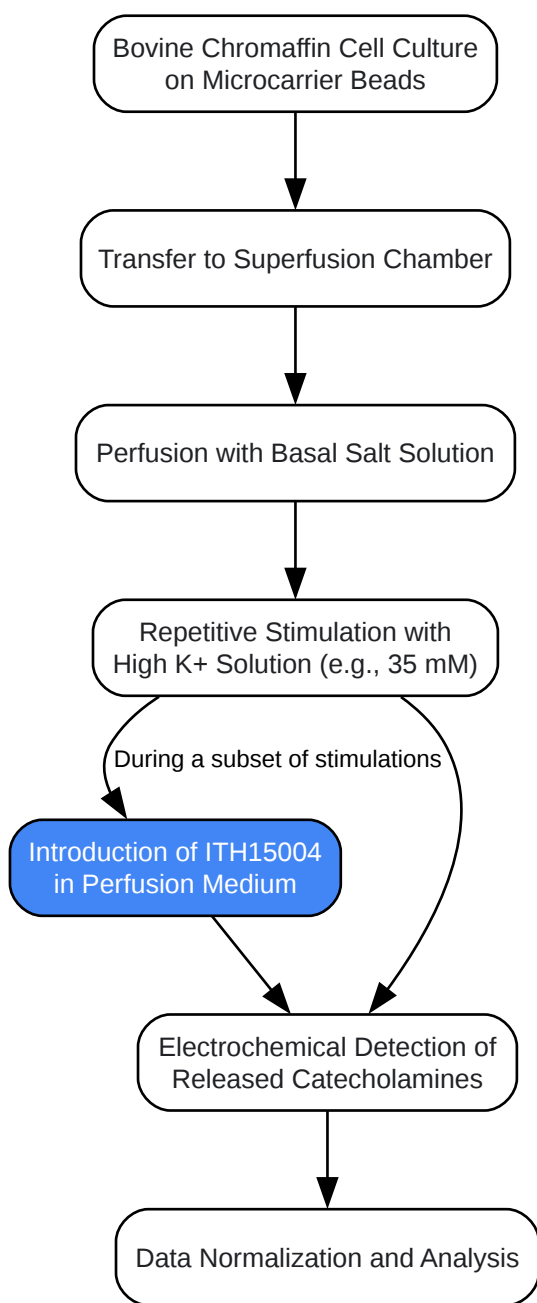 Bovine Chromaffin Cell Culture
on Microcarrier Beads
Transfer to Superfusion Chamber
Perfusion with Basal Salt Solution
Repetitive Stimulation with
High K+ Solution (e.g., 35 mM)
During a subset of stimulations
Introduction of ITH15004
in Perfusion Medium
Electrochemical Detection of
Released Catecholamines
Data Normalization and Analysis